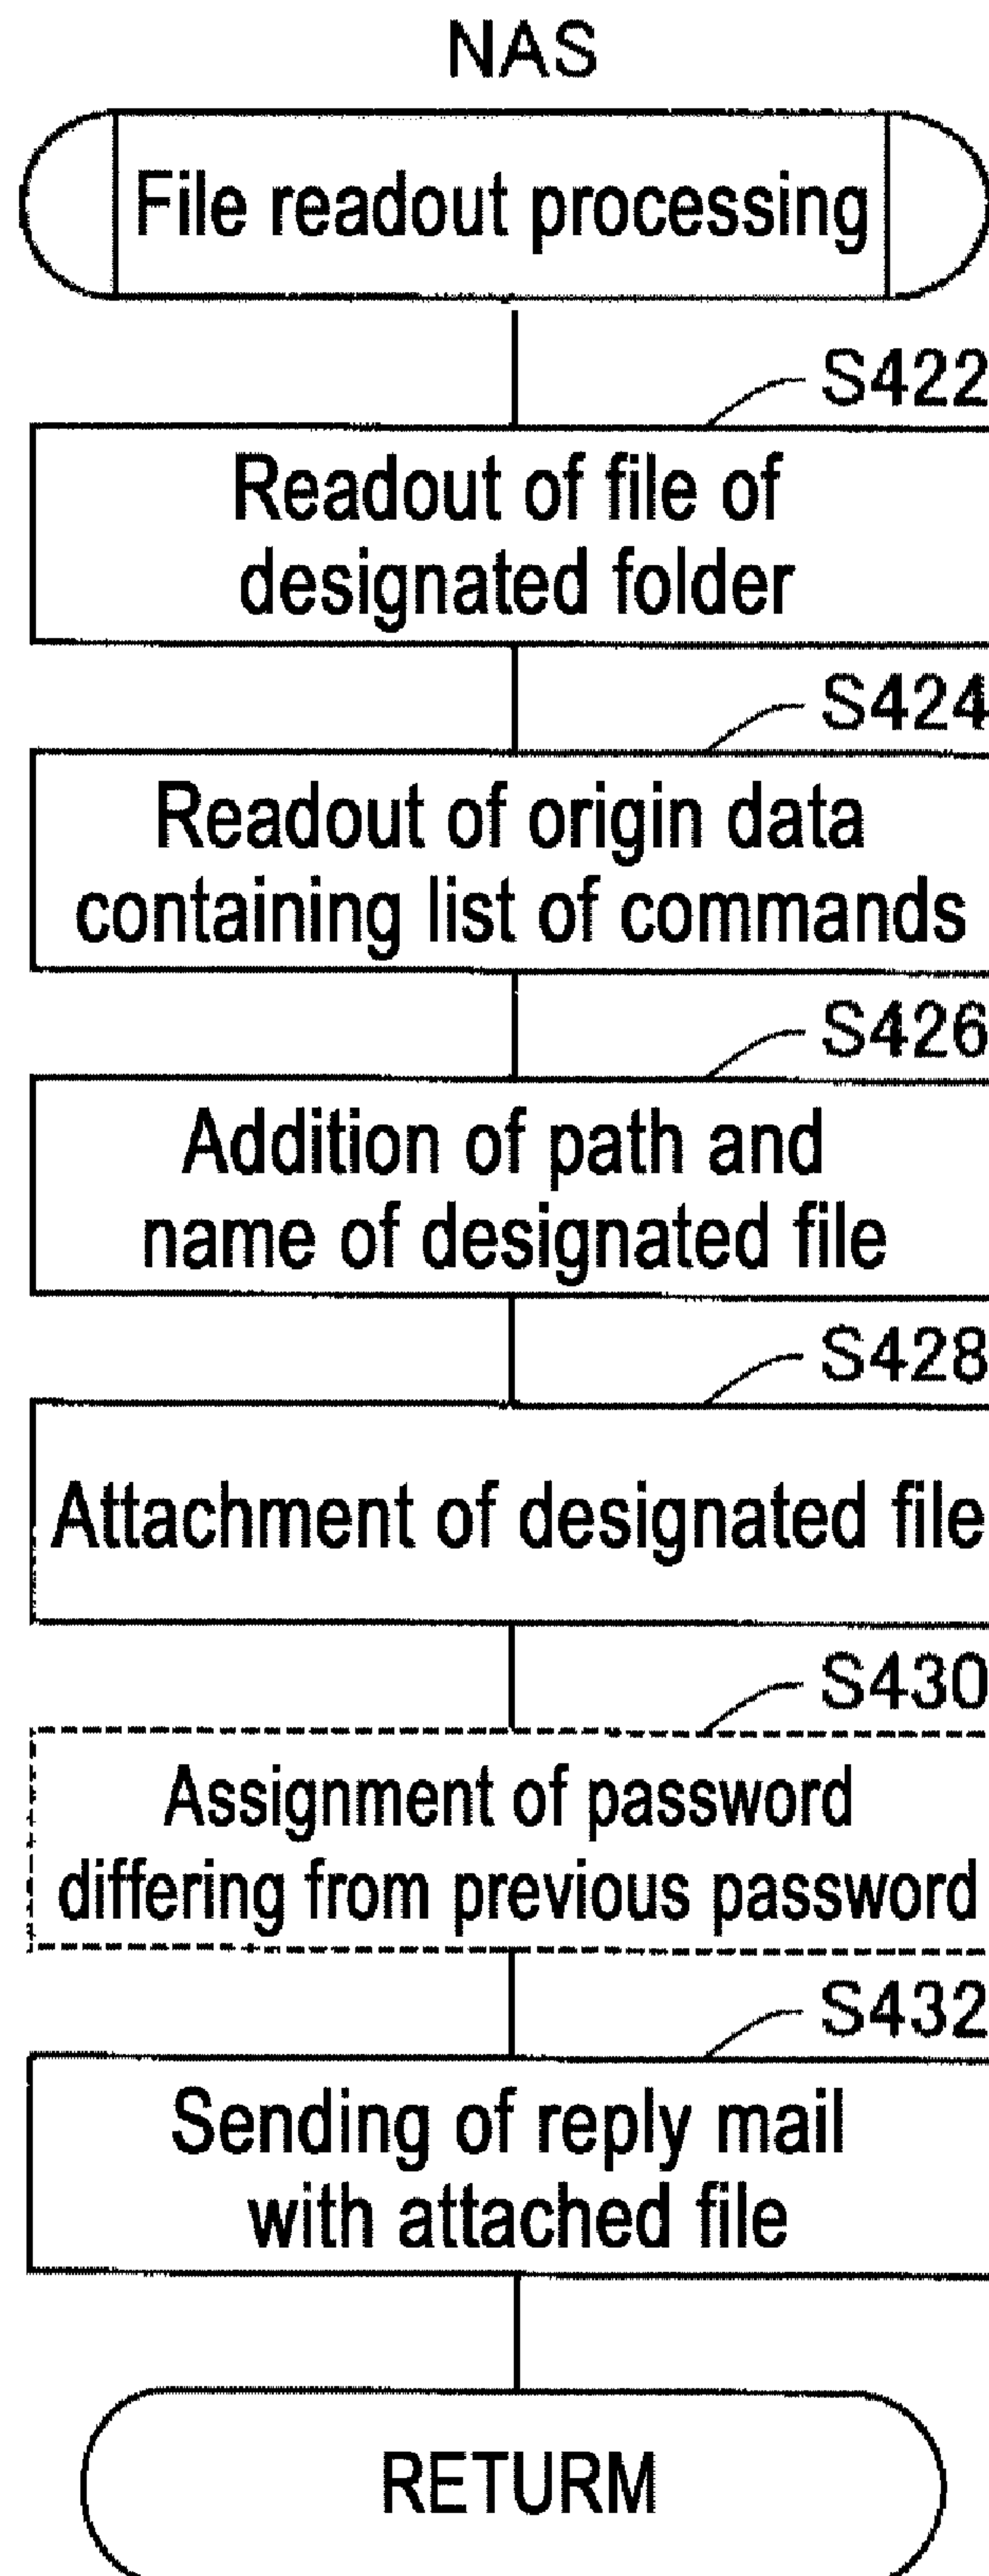 NAS
File readout processing
S422
Readout of file of
designated folder
S424
Readout of origin data
containing list of commands
S426
Addition of path and
name of designated file
S428
Attachment of designated file
S430
Assignment of password
differing from previous password
S432
Sending of reply mail
with attached file
RETURM